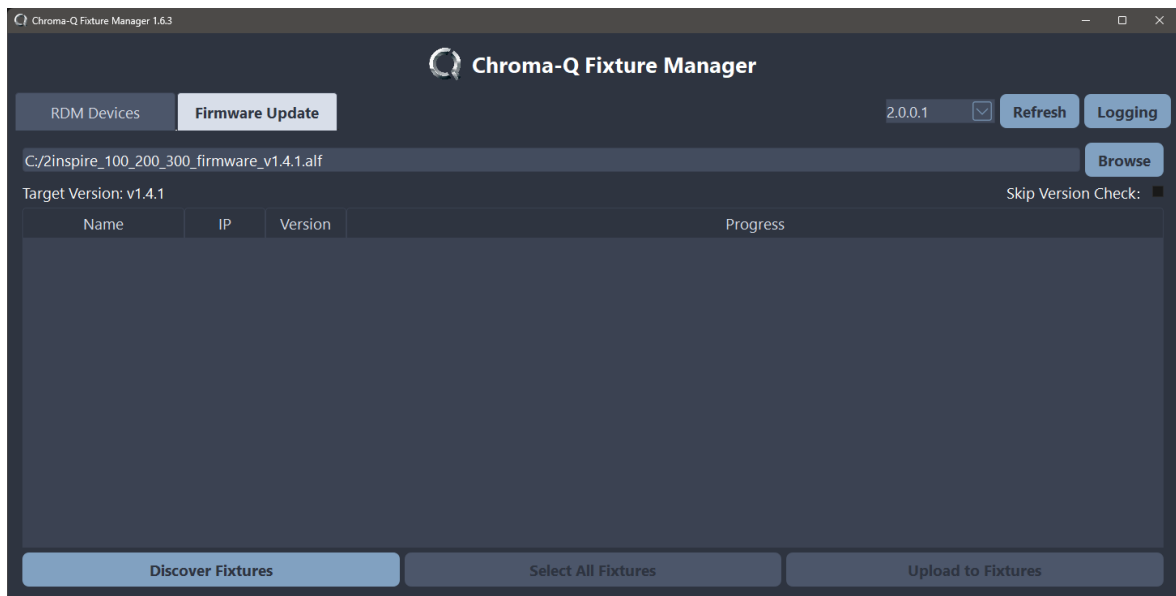 Chroma-Q Fixture Manager 1.6.3
Chroma-Q Fixture Manager
RDM Devices Firmware Update 2.0.0.1 Refresh Logging
C:/2inspire_100_200_300_firmware_v1.4.1.alf Browse
Target Version: v1.4.1 Skip Version Check:
Name IP Version Progress
Discover Fixtures Select All Fixtures Upload to Fixtures